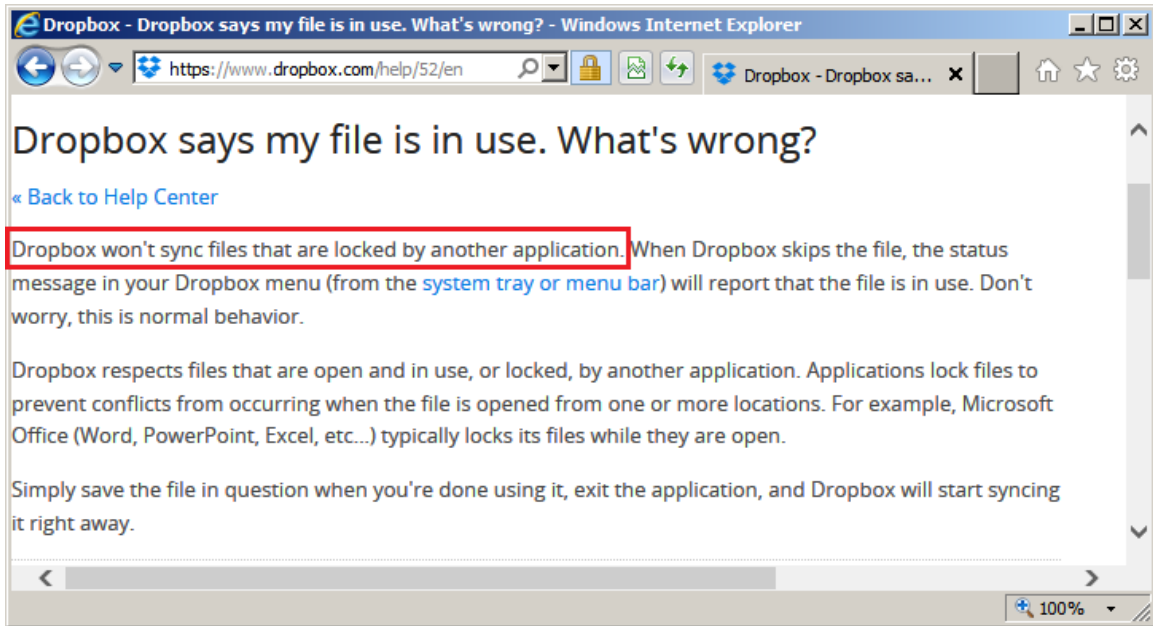 Dropbox - Dropbox says my file is in use. What's wrong? - Windows Internet Explorer
https://www.dropbox.com/help/52/en
Dropbox - Dropbox sa...
Dropbox says my file is in use. What's wrong?
« Back to Help Center
Dropbox won't sync files that are locked by another application. When Dropbox skips the file, the status
message in your Dropbox menu (from the system tray or menu bar) will report that the file is in use. Don't
worry, this is normal behavior.
Dropbox respects files that are open and in use, or locked, by another application. Applications lock files to
prevent conflicts from occurring when the file is opened from one or more locations. For example, Microsoft
Office (Word, PowerPoint, Excel, etc...) typically locks its files while they are open.
Simply save the file in question when you're done using it, exit the application, and Dropbox will start syncing
it right away.
100%